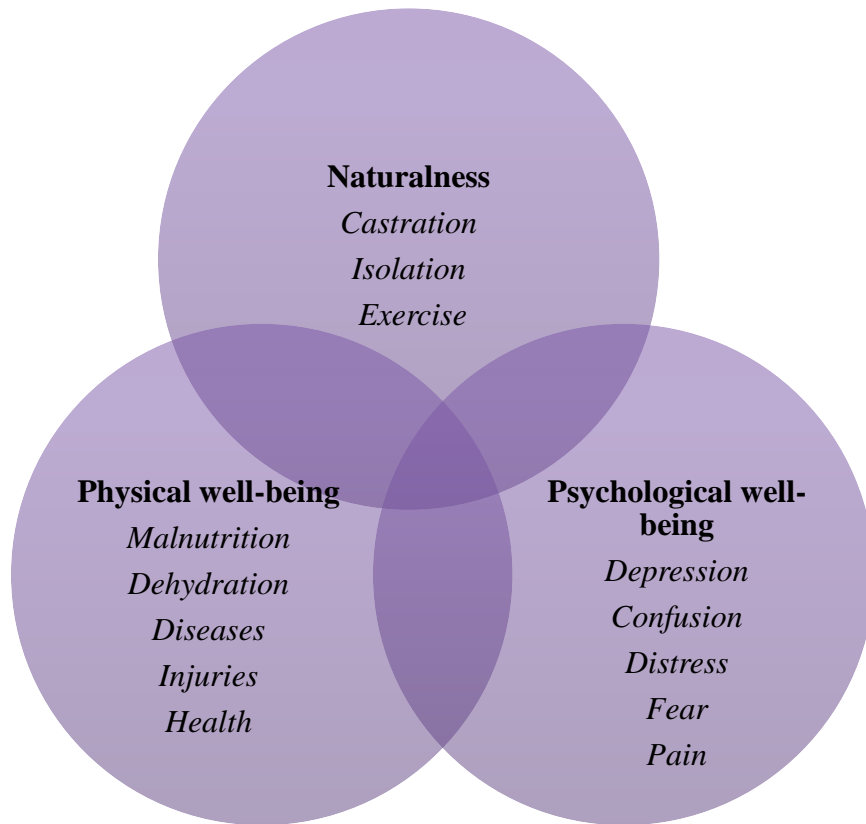 Naturalness
Castration
Isolation
Exercise
Physical well-being
Malnutrition
Dehydration
Diseases
Injuries
Health
Psychological well-
being
Depression
Confusion
Distress
Fear
Pain